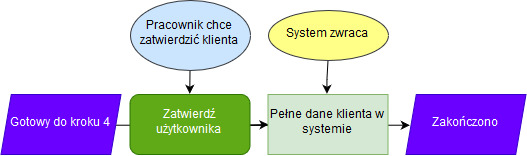 Pracownik chce
zatwierdzić klienta
System zwraca
Gotowy do kroku 4
Zatwierdź
użytkownika
Pełne dane klienta w
systemie
Zakończono